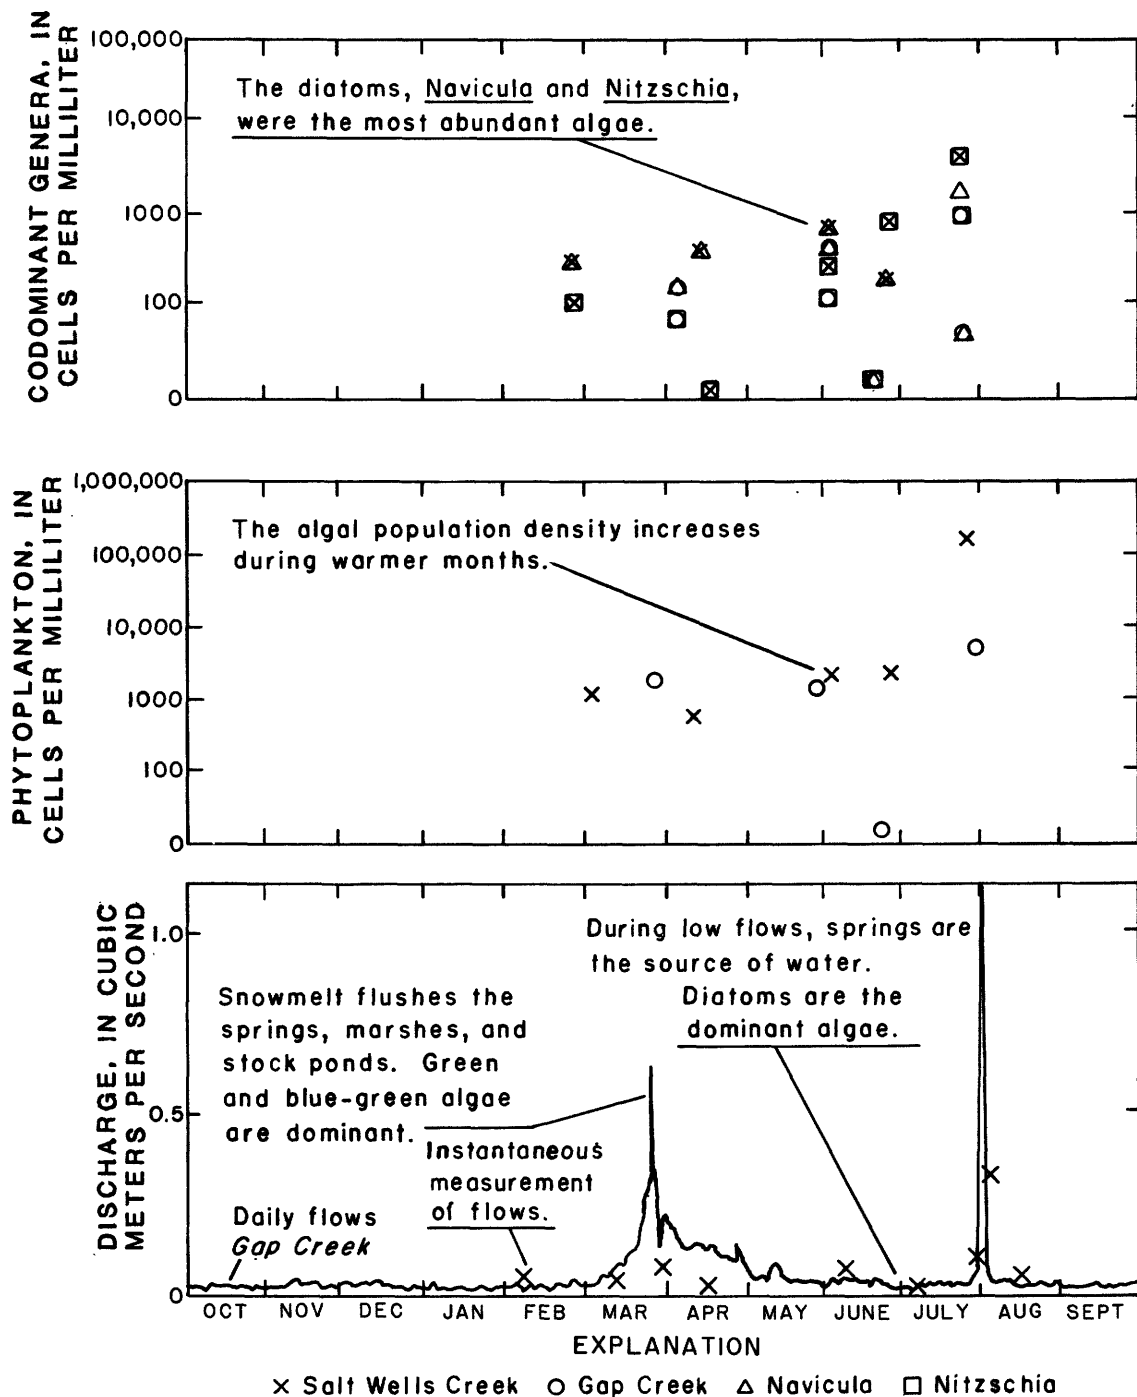 CODOMINANT GENERA, IN
CELLS PER MILLILITER
100,000
10,000
1000
100
0
The diatoms, Navicula and Nitzschia,
were the most abundant algae.
PHYTOPLANKTON, IN
CELLS PER MILLILITER
1,000,000
100,000
10,000
1000
100
0
The algal population density increases
during warmer months.
DISCHARGE, IN CUBIC
METERS PER SECOND
1.0
0.5
0
During low flows, springs are
the source of water.
Diatoms are the
dominant algae.
Snowmelt flushes the
springs, marshes, and
stock ponds. Green
and blue-green algae
are dominant.
Instantaneous
measurement
of flows.
Daily flows
Gap Creek
OCT NOV DEC JAN FEB MAR APR MAY JUNE JULY AUG SEPT
EXPLANATION
× Salt Wells Creek ○ Gap Creek △ Navicula □ Nitzschia